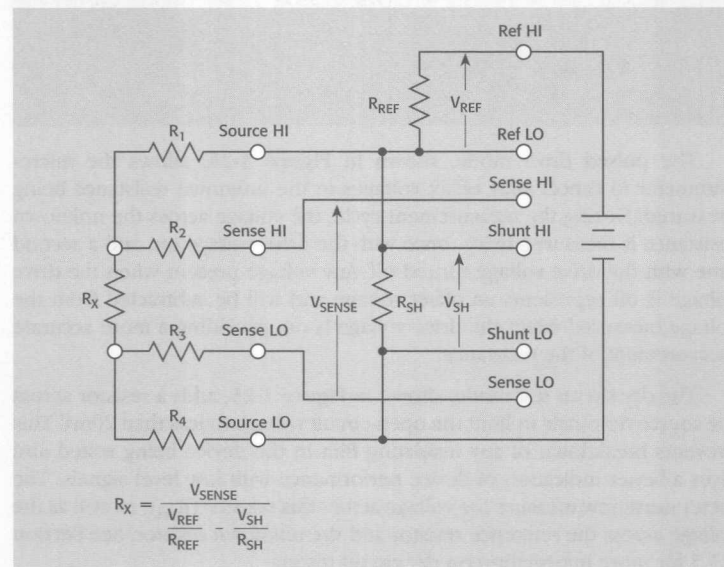 Ref HI
R_REF
V_REF
R_1
Source HI
Ref LO
Sense HI
R_2
Sense HI
Shunt HI
R_X
V_SENSE
R_SH
V_SH
R_3
Sense LO
Shunt LO
Sense LO
R_4
Source LO
R_X = V_SENSE / (V_REF / R_REF - V_SH / R_SH)